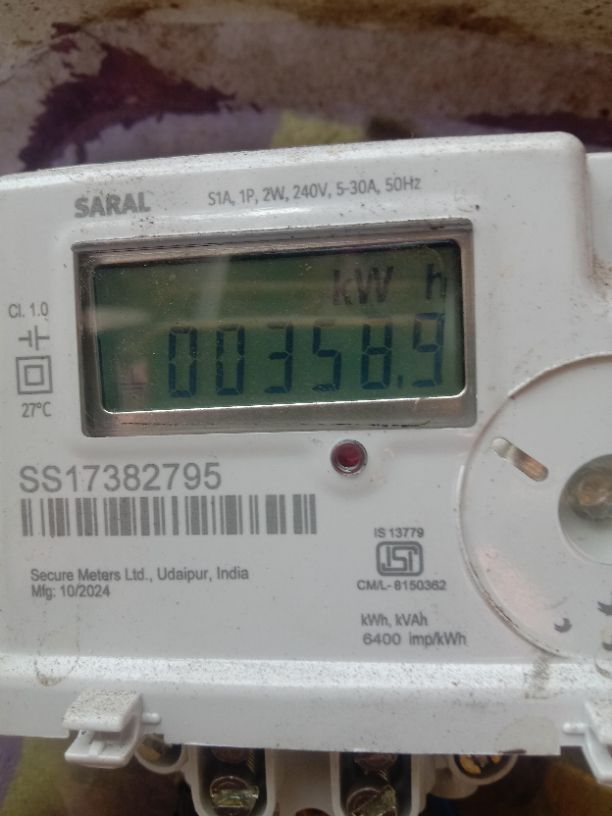 SARAL
S1A, 1P, 2W, 240V, 5-30A, 50Hz
kW h
00358.9
Cl. 1.0
27°C
SS17382795
IS 13779
ISI
CM/L- 8150362
Secure Meters Ltd., Udaipur, India
Mfg: 10/2024
kWh, kVAh
6400 imp/kWh